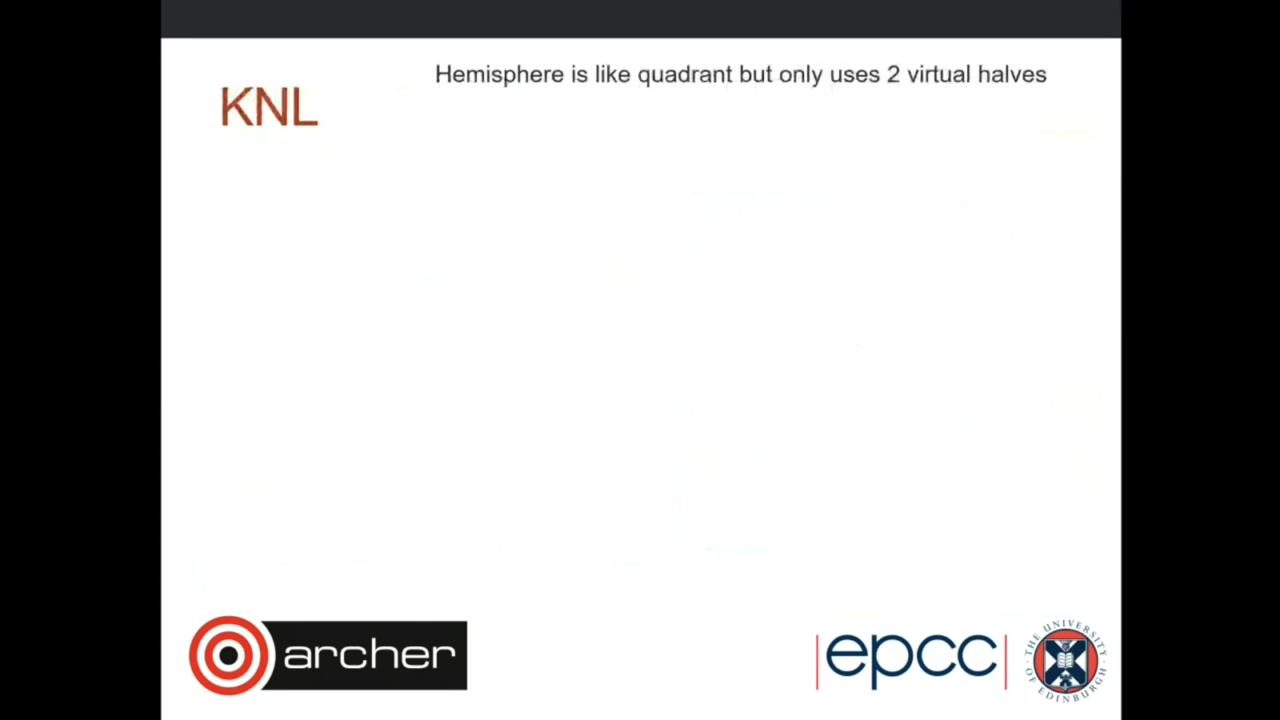 Hemisphere is like quadrant but only uses 2 virtual halves
KNL
archer
epcc
THE UNIVERSITY
OF EDINBURGH